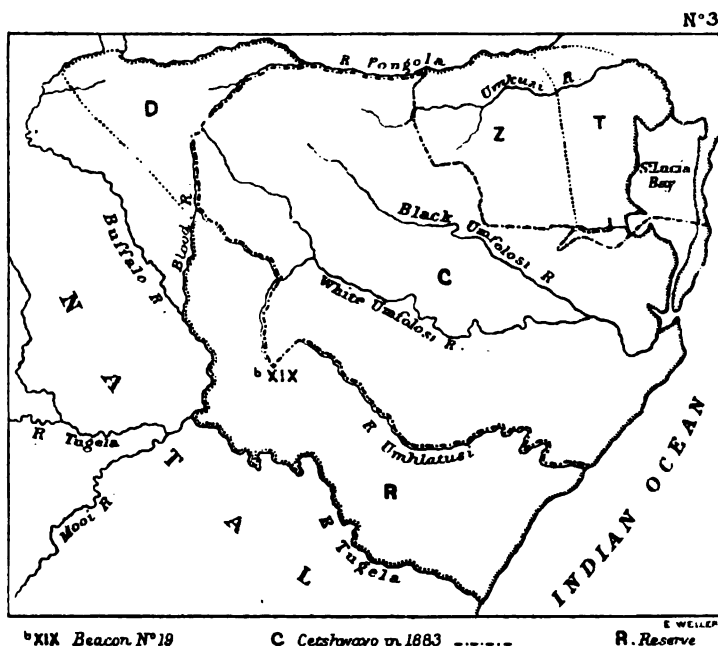 N°3
R Pongola
Umkusi R
D
Z
T
St Lucia
Bay
Buffalo R
Blood R
Black Umfolosi R
C
White Umfolosi R
b XIX
R Umhlatusi
R Tugela
Mooi R
R
R Tugela
NATAL
INDIAN OCEAN
E WELLER
b XIX Beacon N°19
C Cetshwayo in 1883
R. Reserve